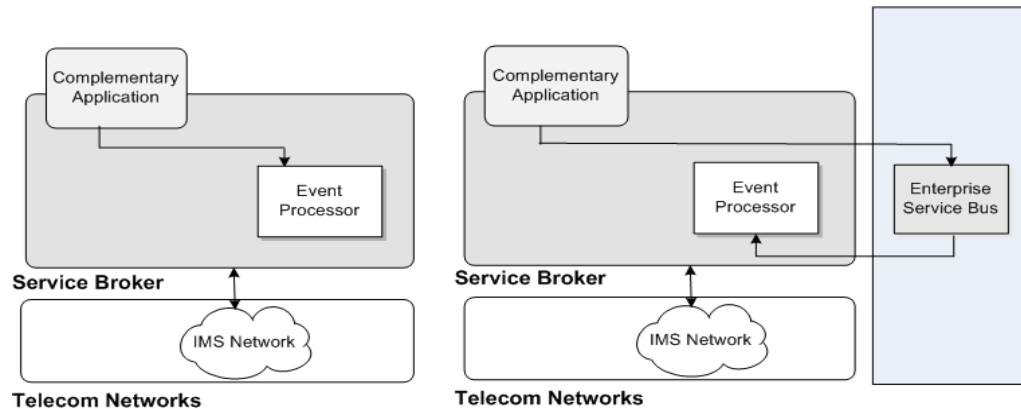 Complementary
Application
Event
Processor
Service Broker
IMS Network
Telecom Networks
Complementary
Application
Event
Processor
Enterprise
Service Bus
Service Broker
IMS Network
Telecom Networks